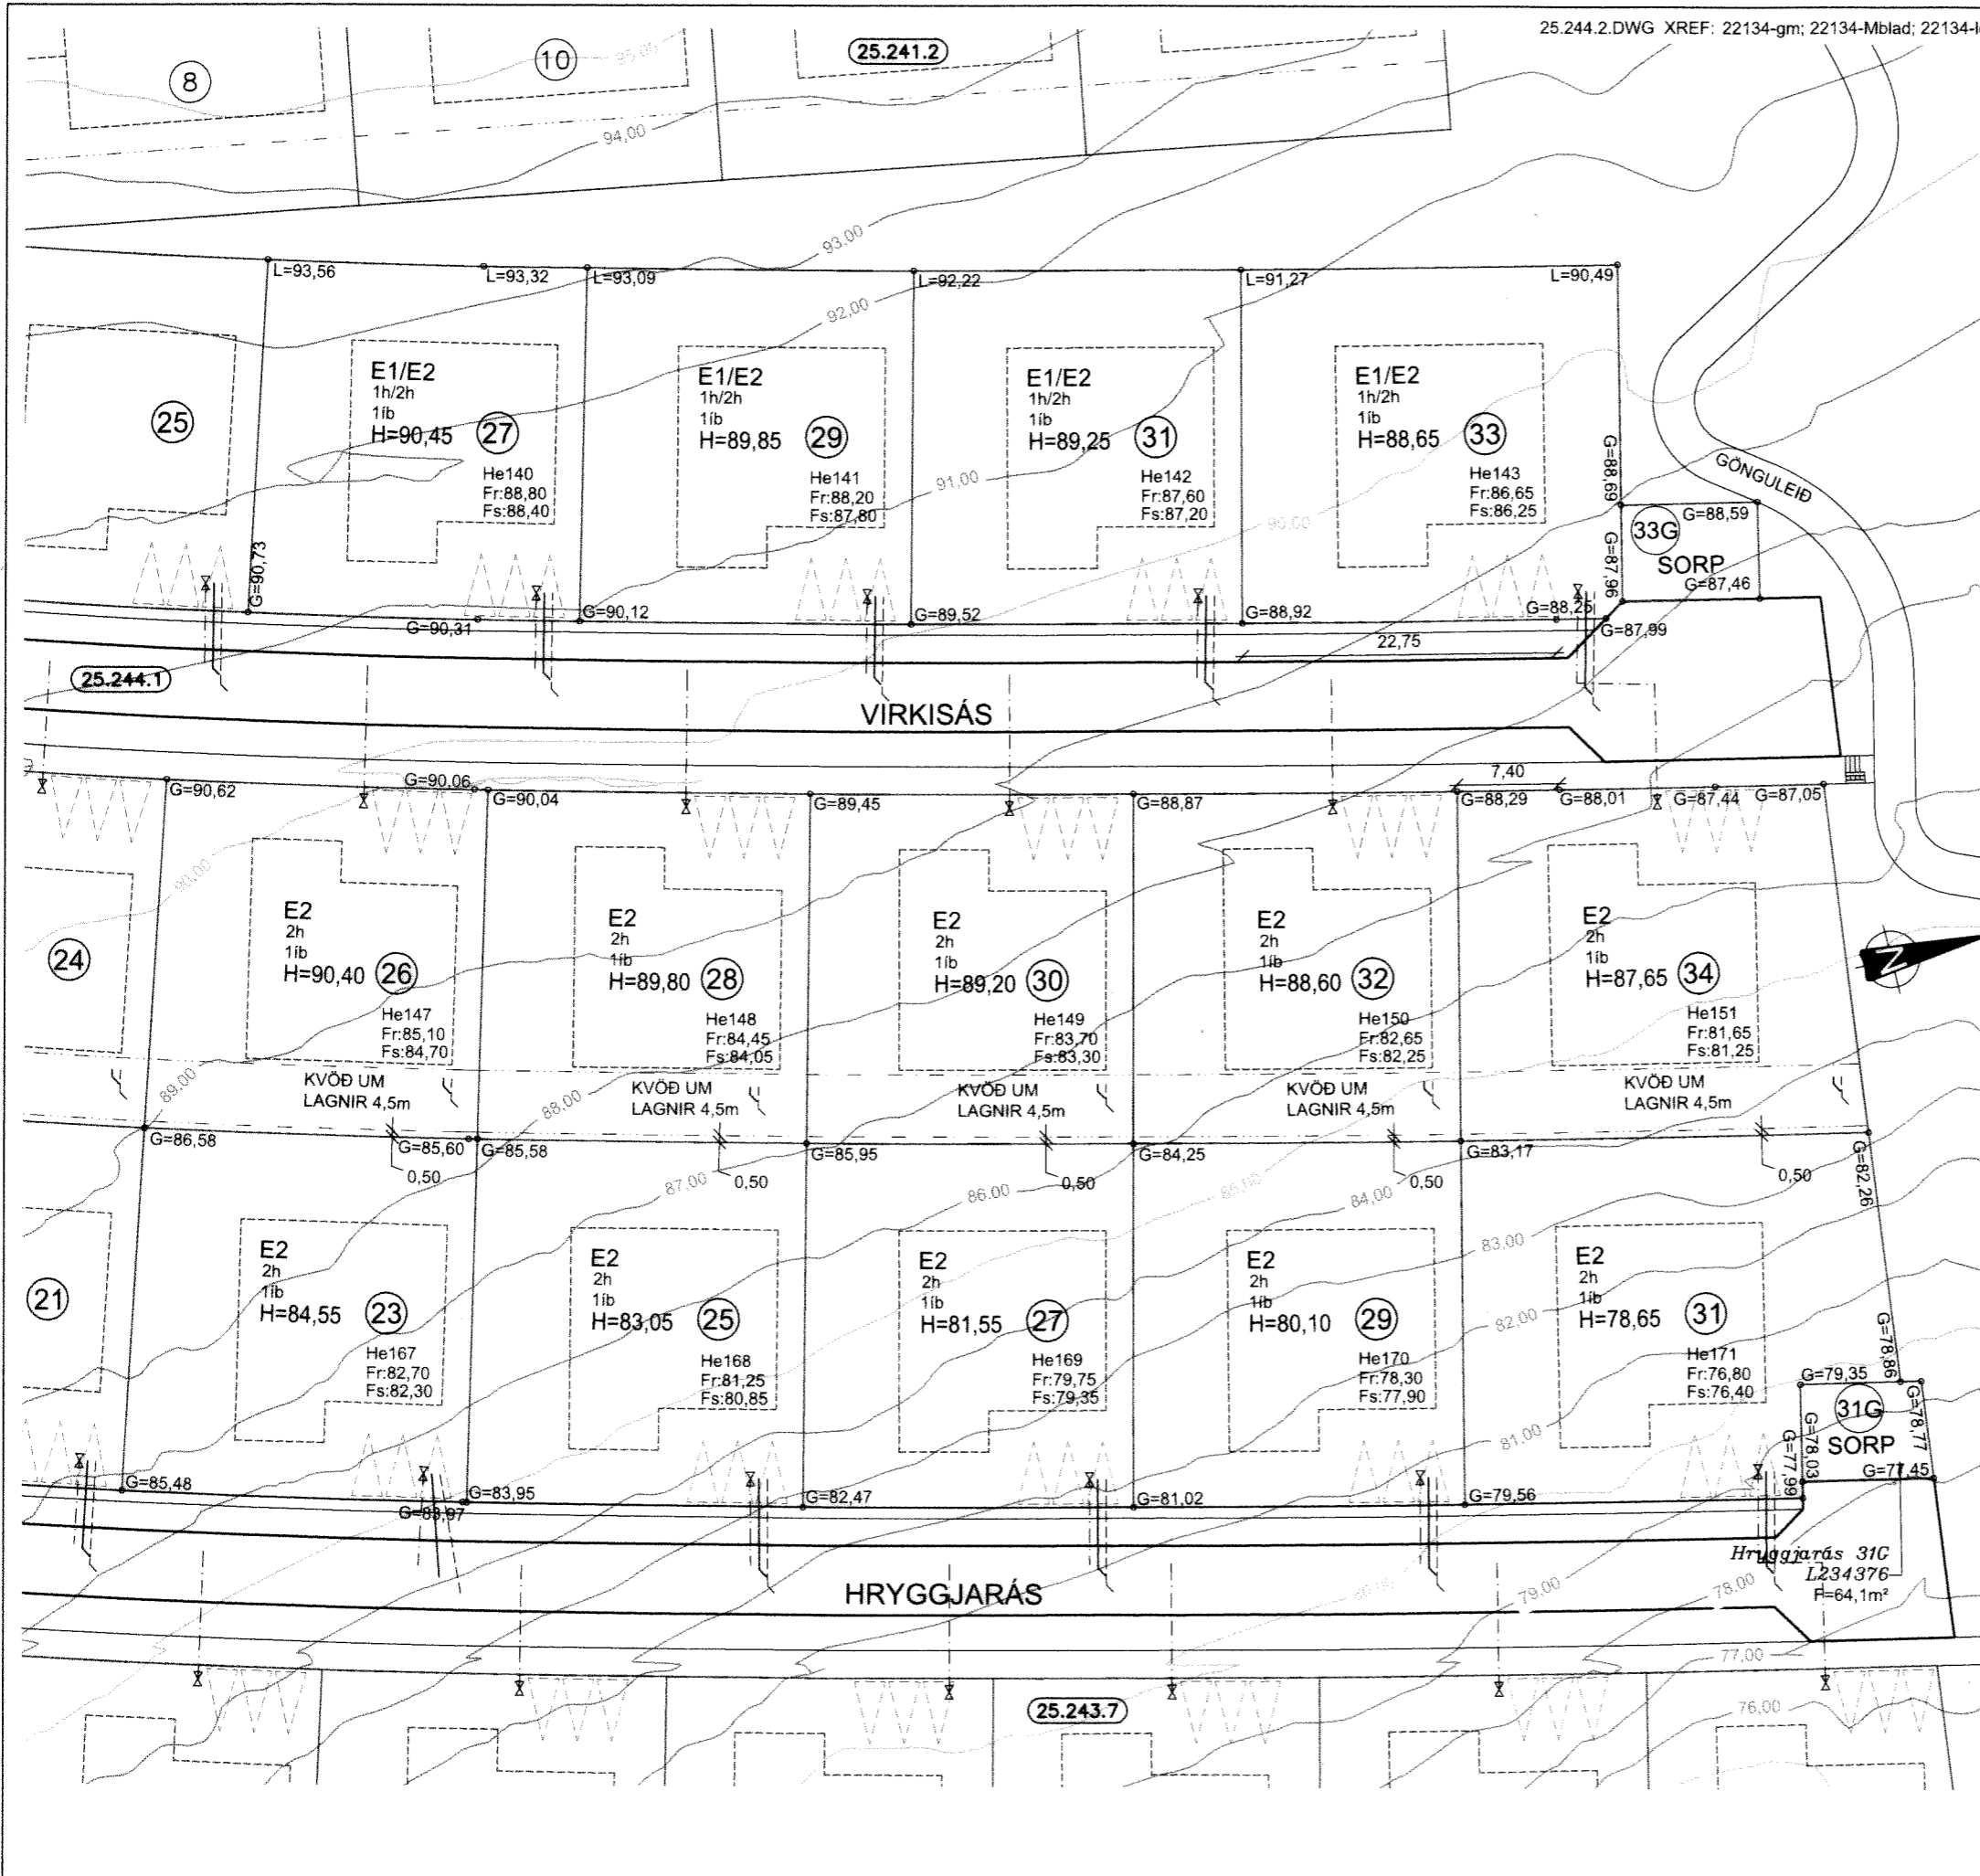 25.244.2.DWG XREF: 22134-gm; 22134-Mblad;
8
10
25.241.2
95,00
94,00
93,00
92,00
L=93,56
L=93,32
L=93,09
L=92,22
L=91,27
L=90,49
25
E1/E2
1h/2h
1íb
H=90,45
27
He140
Fr:88,80
Fs:88,40
E1/E2
1h/2h
1íb
H=89,85
29
He141
Fr:88,20
Fs:87,80
91,00
E1/E2
1h/2h
1íb
H=89,25
31
He142
Fr:87,60
Fs:87,20
90,00
E1/E2
1h/2h
1íb
H=88,65
33
He143
Fr:86,65
Fs:86,25
G=88,69
GÖNGULEIÐ
33G
G=88,59
SORP
G=87,46
G=87,96
G=90,73
G=90,31
G=90,12
G=89,52
G=88,92
G=88,25
G=87,99
22,75
25.244.1
VIRKISÁS
G=90,62
G=90,06
G=90,04
G=89,45
G=88,87
7,40
G=88,29
G=88,01
G=87,44
G=87,05
90,00
24
E2
2h
1íb
H=90,40
26
He147
Fr:85,10
Fs:84,70
E2
2h
1íb
H=89,80
28
He148
Fr:84,45
Fs:84,05
E2
2h
1íb
H=89,20
30
He149
Fr:83,70
Fs:83,30
E2
2h
1íb
H=88,60
32
He150
Fr:82,65
Fs:82,25
E2
2h
1íb
H=87,65
34
He151
Fr:81,65
Fs:81,25
N
89,00
88,00
KVÖÐ UM
LAGNIR 4,5m
KVÖÐ UM
LAGNIR 4,5m
KVÖÐ UM
LAGNIR 4,5m
KVÖÐ UM
LAGNIR 4,5m
KVÖÐ UM
LAGNIR 4,5m
G=86,58
G=85,60
G=85,58
G=85,95
G=84,25
G=83,17
G=82,26
0,50
0,50
0,50
0,50
0,50
87,00
86,00
85,00
84,00
83,00
82,00
81,00
21
E2
2h
1íb
H=84,55
23
He167
Fr:82,70
Fs:82,30
E2
2h
1íb
H=83,05
25
He168
Fr:81,25
Fs:80,85
E2
2h
1íb
H=81,55
27
He169
Fr:79,75
Fs:79,35
E2
2h
1íb
H=80,10
29
He170
Fr:78,30
Fs:77,90
E2
2h
1íb
H=78,65
31
He171
Fr:76,80
Fs:76,40
G=78,86
G=79,35
31G
G=78,77
SORP
G=78,03
G=77,99
G=77,45
G=85,48
G=83,97
G=83,95
G=82,47
G=81,02
G=79,56
Hryggjarás 31G
L234376
F=64,1m²
HRYGGJARÁS
80,00
79,00
78,00
77,00
76,00
25.243.7